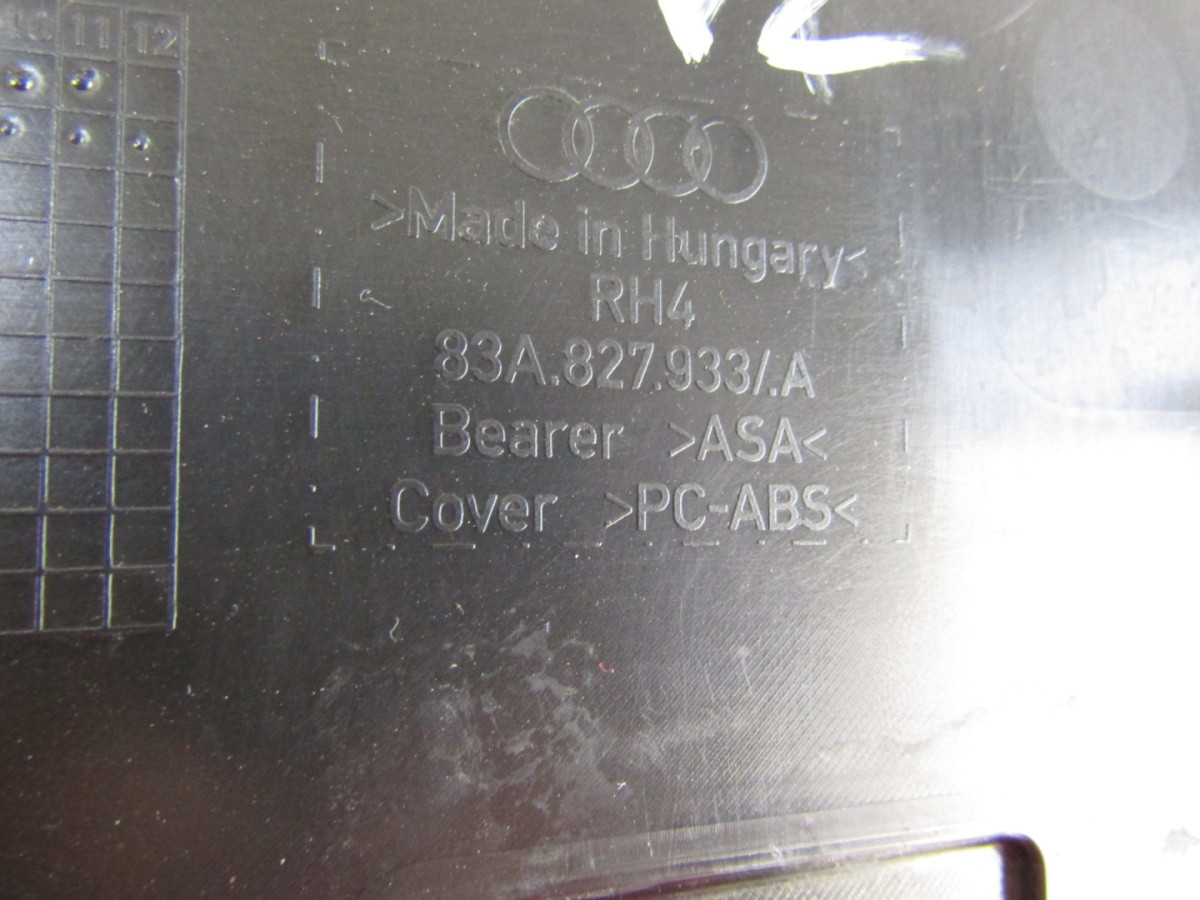 10 11 12
>Made in Hungary<
RH4
83A.827.933/.A
Bearer >ASA<
Cover >PC-ABS<